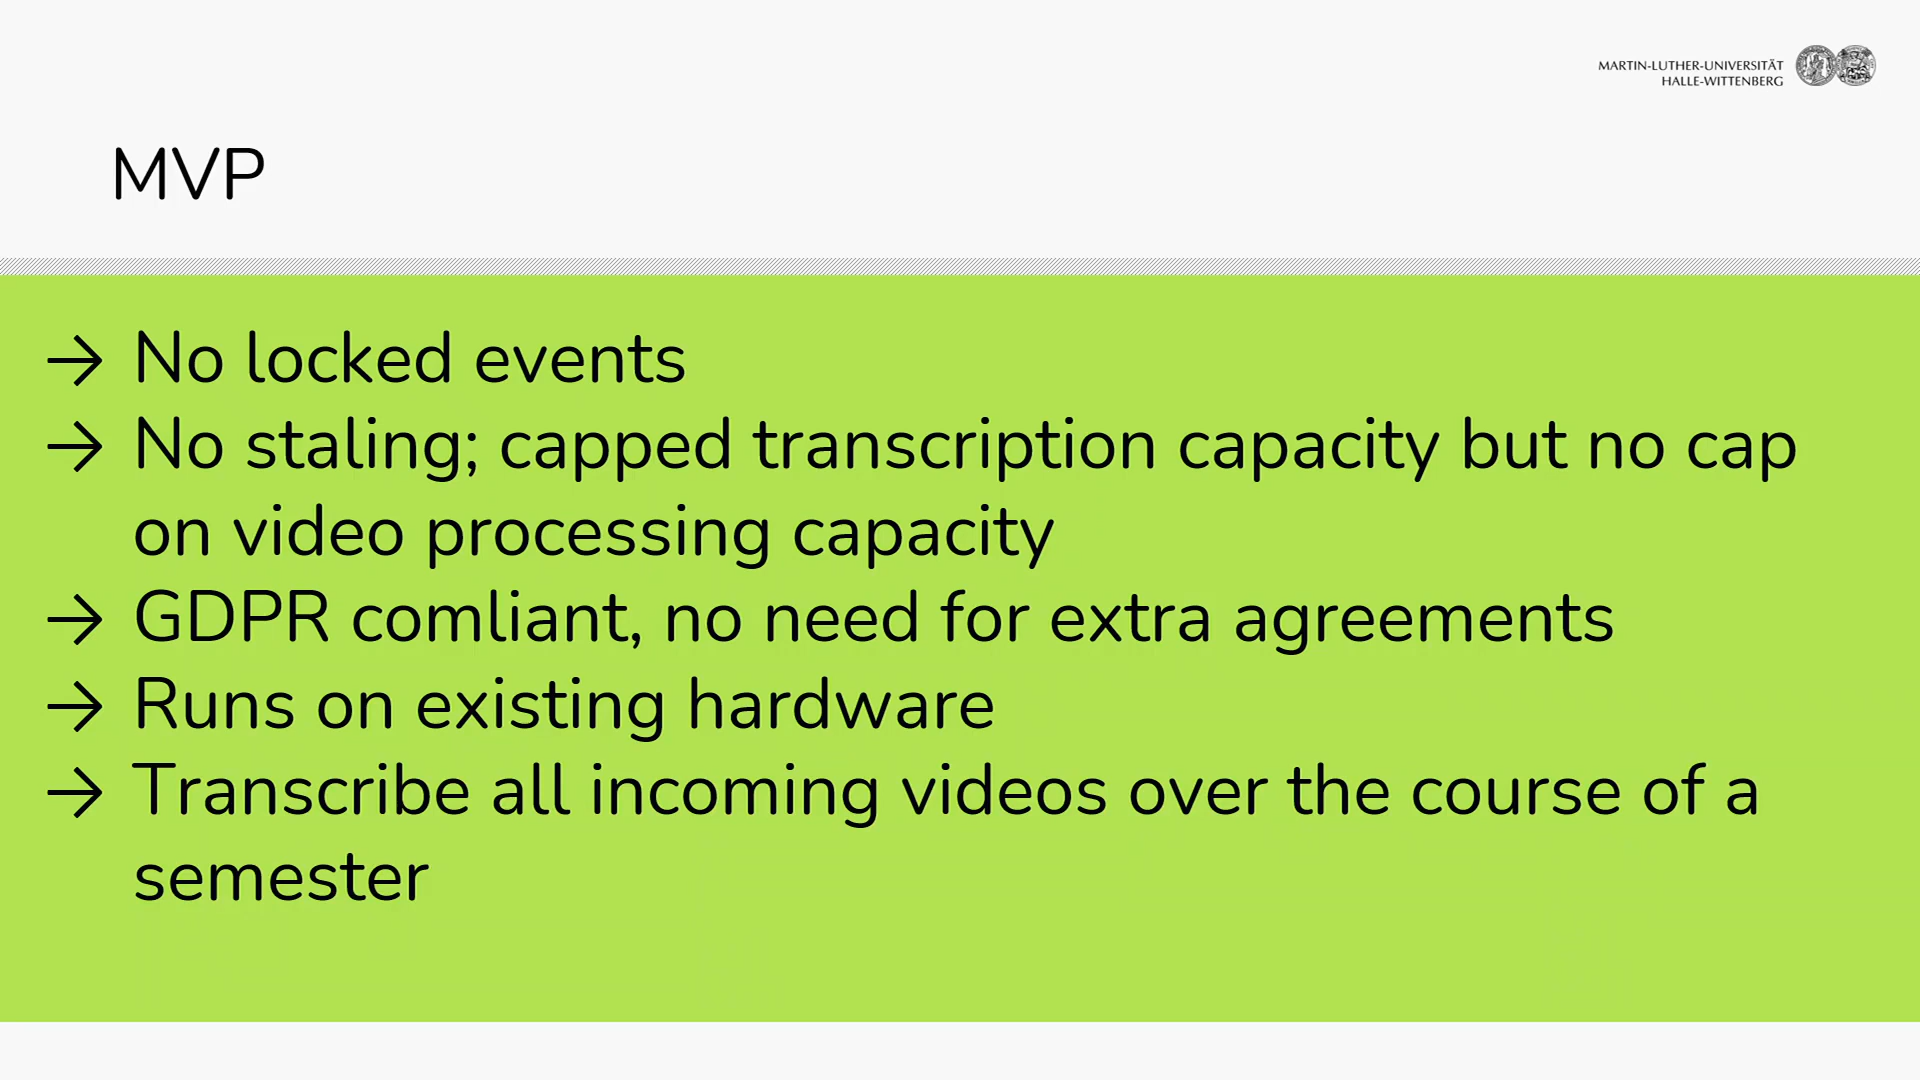 MARTIN-LUTHER-UNIVERSITÄT
HALLE-WITTENBERG
MVP
→ No locked events
→ No staling; capped transcription capacity but no cap
on video processing capacity
→ GDPR comliant, no need for extra agreements
→ Runs on existing hardware
→ Transcribe all incoming videos over the course of a
semester